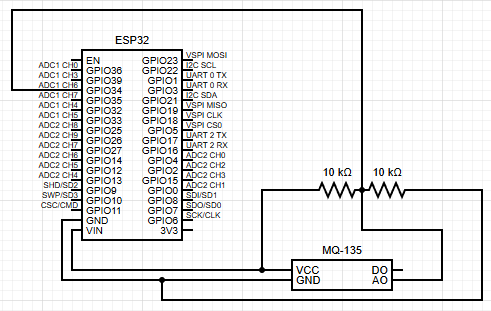 ESP32
EN GPIO23 VSPI MOSI
ADC1 CH0 GPIO36 GPIO22 I2C SCL
ADC1 CH3 GPIO39 GPIO1 UART 0 TX
ADC1 CH6 GPIO34 GPIO3 UART 0 RX
ADC1 CH7 GPIO35 GPIO21 I2C SDA
ADC1 CH4 GPIO32 GPIO19 VSPI MISO
ADC1 CH5 GPIO33 GPIO18 VSPI CLK
ADC2 CH8 GPIO25 GPIO5 VSPI CS0
ADC2 CH9 GPIO26 GPIO17 UART 2 TX
ADC2 CH7 GPIO27 GPIO16 UART 2 RX
ADC2 CH6 GPIO14 GPIO4 ADC2 CH0
ADC2 CH5 GPIO12 GPIO2 ADC2 CH2
ADC2 CH4 GPIO13 GPIO15 ADC2 CH3
SHD/SD2 GPIO9 GPIO0 ADC2 CH1
SWP/SD3 GPIO10 GPIO8 SDI/SD1
CSC/CMD GPIO11 GPIO7 SDO/SD0
GND GPIO6 SCK/CLK
VIN 3V3
10 kΩ 10 kΩ
MQ-135
VCC DO
GND AO